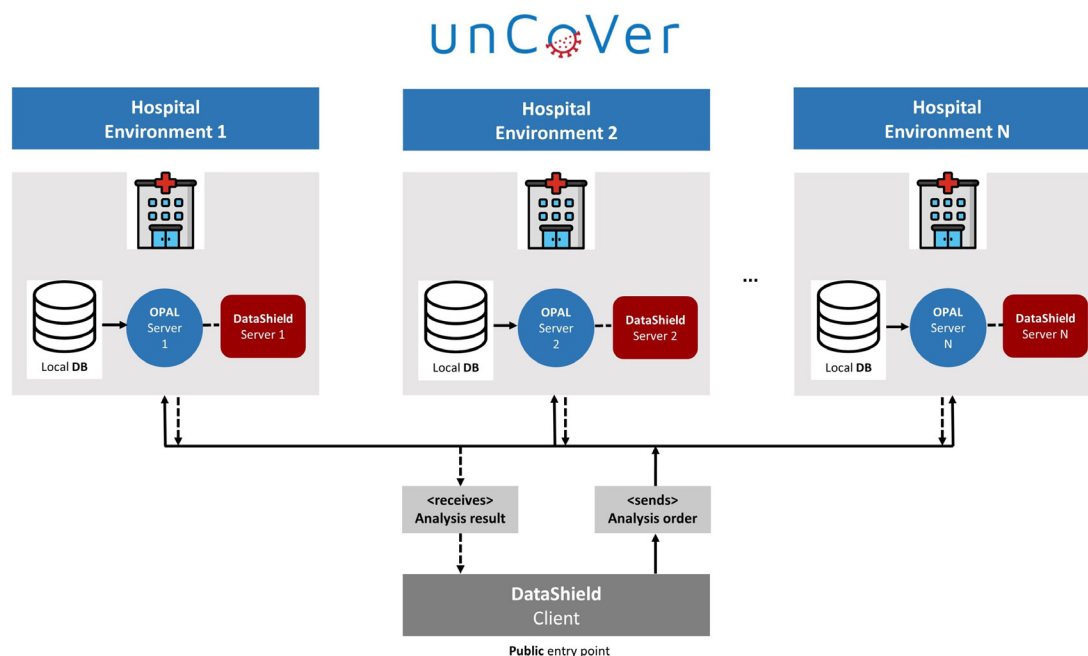 unCoVer
Hospital
Environment 1
Hospital
Environment 2
Hospital
Environment N
Local DB
OPAL
Server
1
DataShield
Server 1
Local DB
OPAL
Server
2
DataShield
Server 2
...
Local DB
OPAL
Server
N
DataShield
Server N
<receives>
Analysis result
<sends>
Analysis order
DataShield
Client
Public entry point